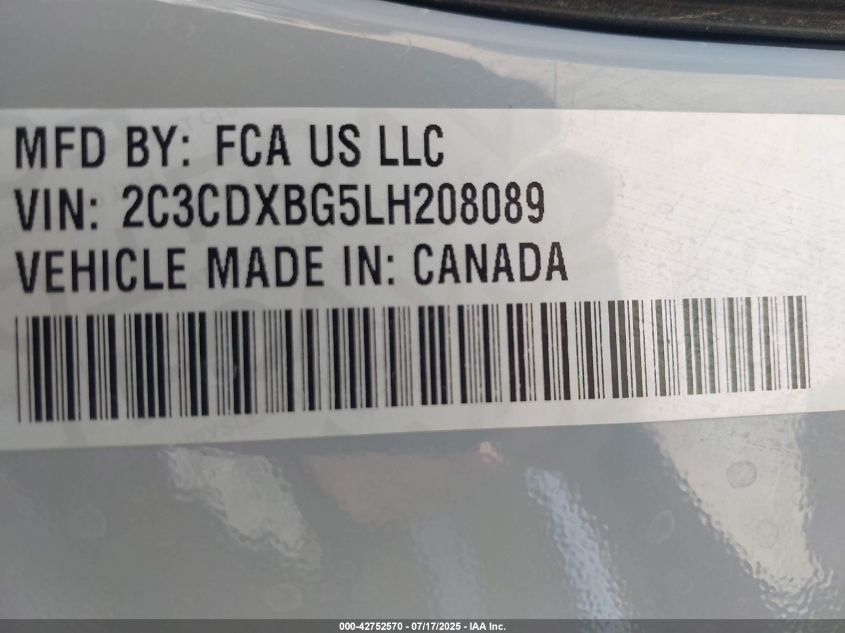 MFD BY: FCA US LLC
VIN: 2C3CDXBG5LH208089
VEHICLE MADE IN: CANADA
000-42752570 - 07/17/2025 - IAA Inc.